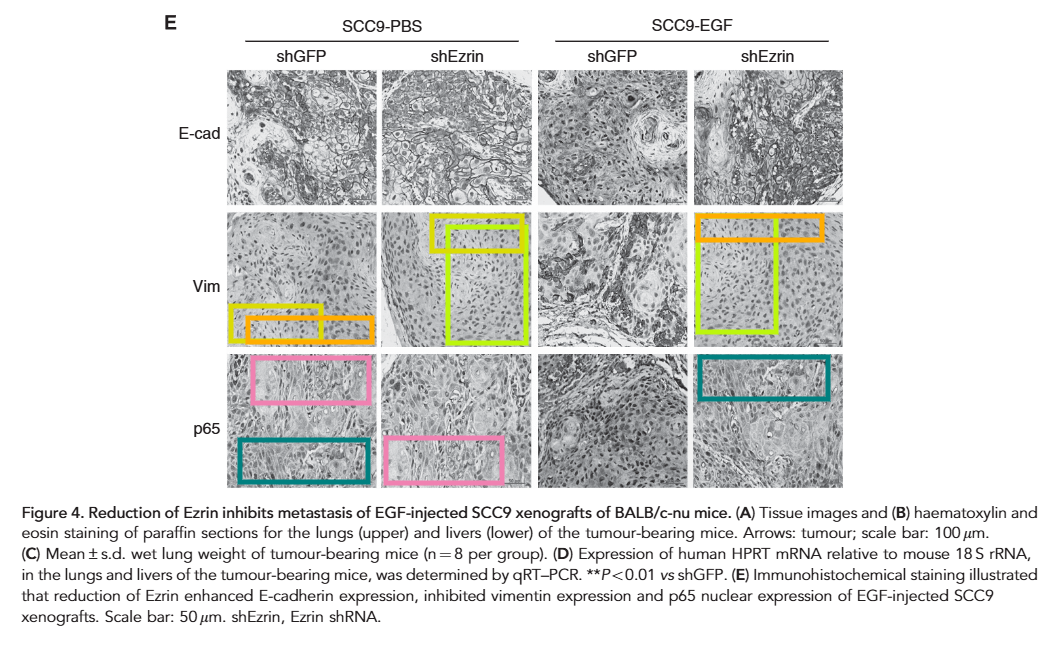 E
SCC9-PBS SCC9-EGF
shGFP shEzrin shGFP shEzrin
E-cad
Vim
p65
Figure 4. Reduction of Ezrin inhibits metastasis of EGF-injected SCC9 xenografts of BALB/c-nu mice. (A) Tissue images and (B) haematoxylin and
eosin staining of paraffin sections for the lungs (upper) and livers (lower) of the tumour-bearing mice. Arrows: tumour; scale bar: 100 μm.
(C) Mean ± s.d. wet lung weight of tumour-bearing mice (n = 8 per group). (D) Expression of human HPRT mRNA relative to mouse 18 S rRNA,
in the lungs and livers of the tumour-bearing mice, was determined by qRT–PCR. **P<0.01 vs shGFP. (E) Immunohistochemical staining illustrated
that reduction of Ezrin enhanced E-cadherin expression, inhibited vimentin expression and p65 nuclear expression of EGF-injected SCC9
xenografts. Scale bar: 50 μm. shEzrin, Ezrin shRNA.